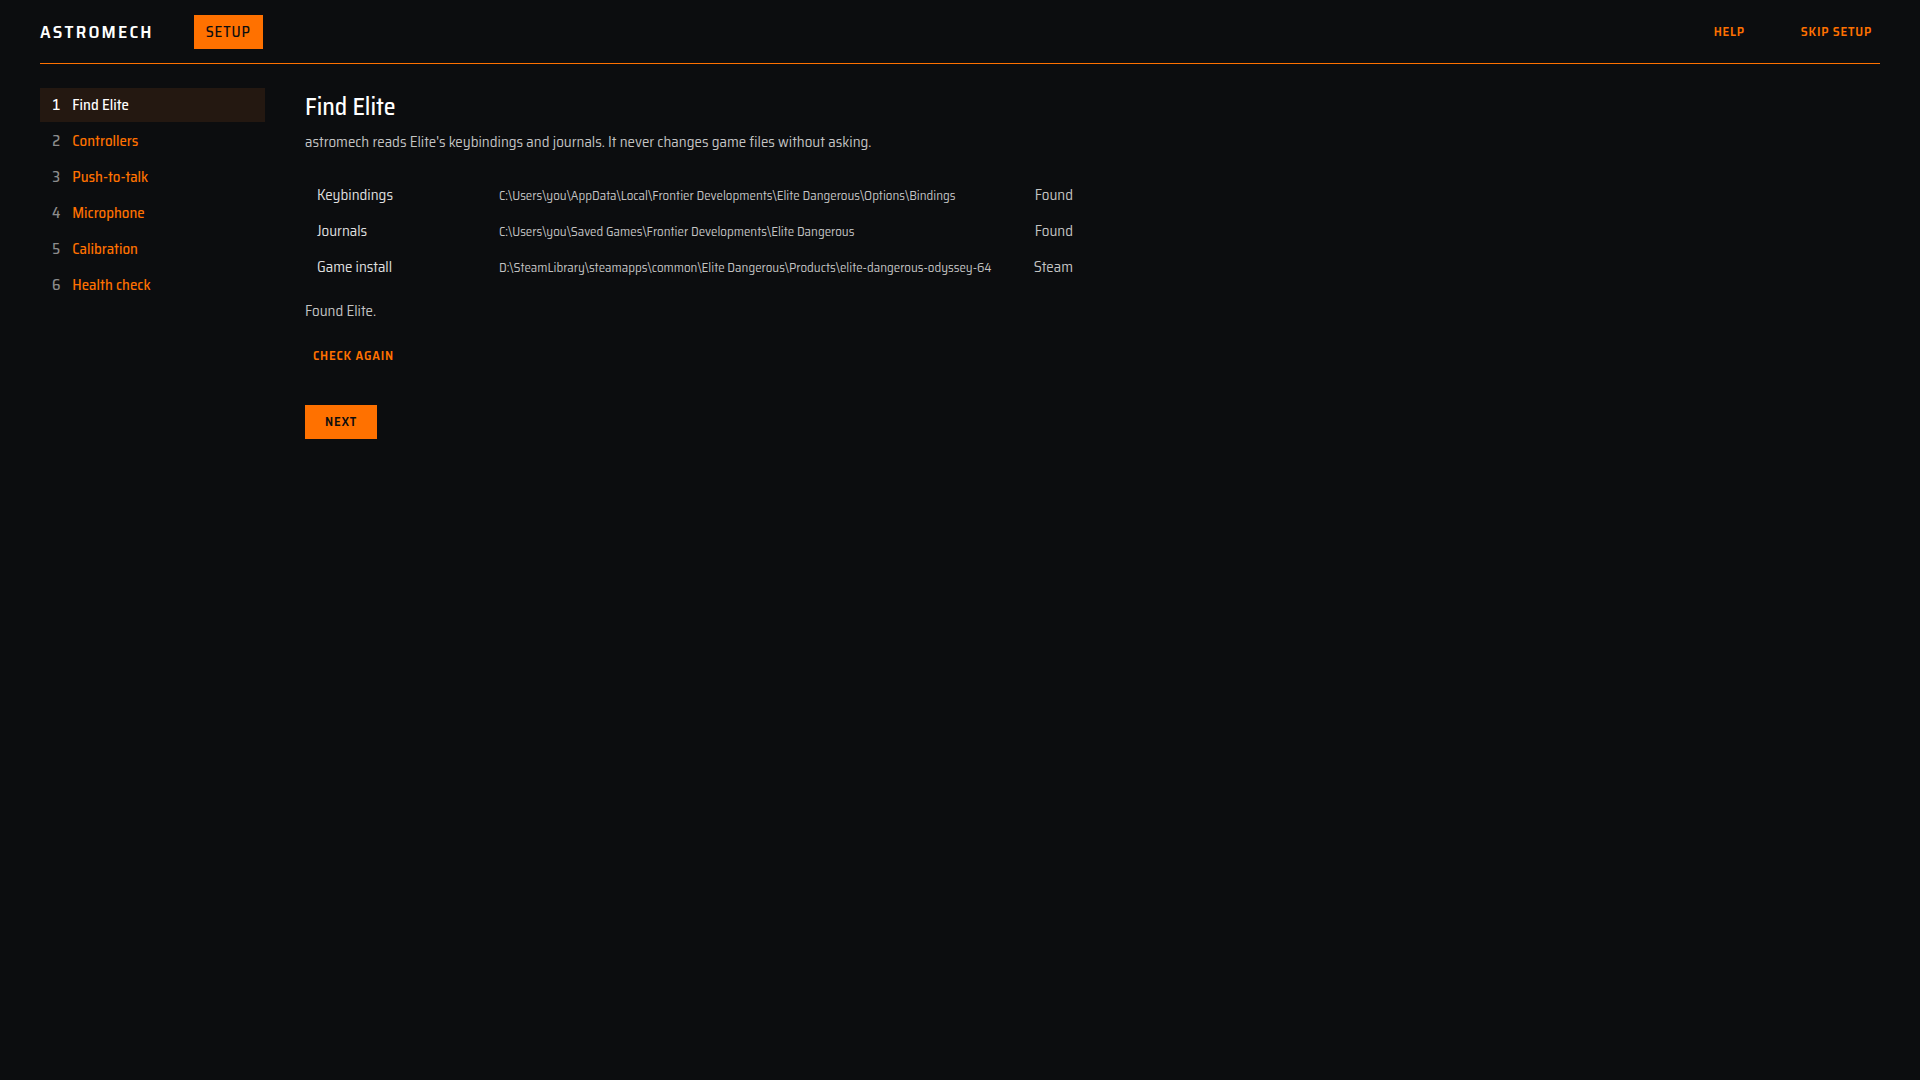 ASTROMECH SETUP HELP SKIP SETUP
1 Find Elite
2 Controllers
3 Push-to-talk
4 Microphone
5 Calibration
6 Health check
Find Elite
astromech reads Elite's keybindings and journals. It never changes game files without asking.
Keybindings C:\Users\you\AppData\Local\Frontier Developments\Elite Dangerous\Options\Bindings Found
Journals C:\Users\you\Saved Games\Frontier Developments\Elite Dangerous Found
Game install D:\SteamLibrary\steamapps\common\Elite Dangerous\Products\elite-dangerous-odyssey-64 Steam
Found Elite.
CHECK AGAIN
NEXT